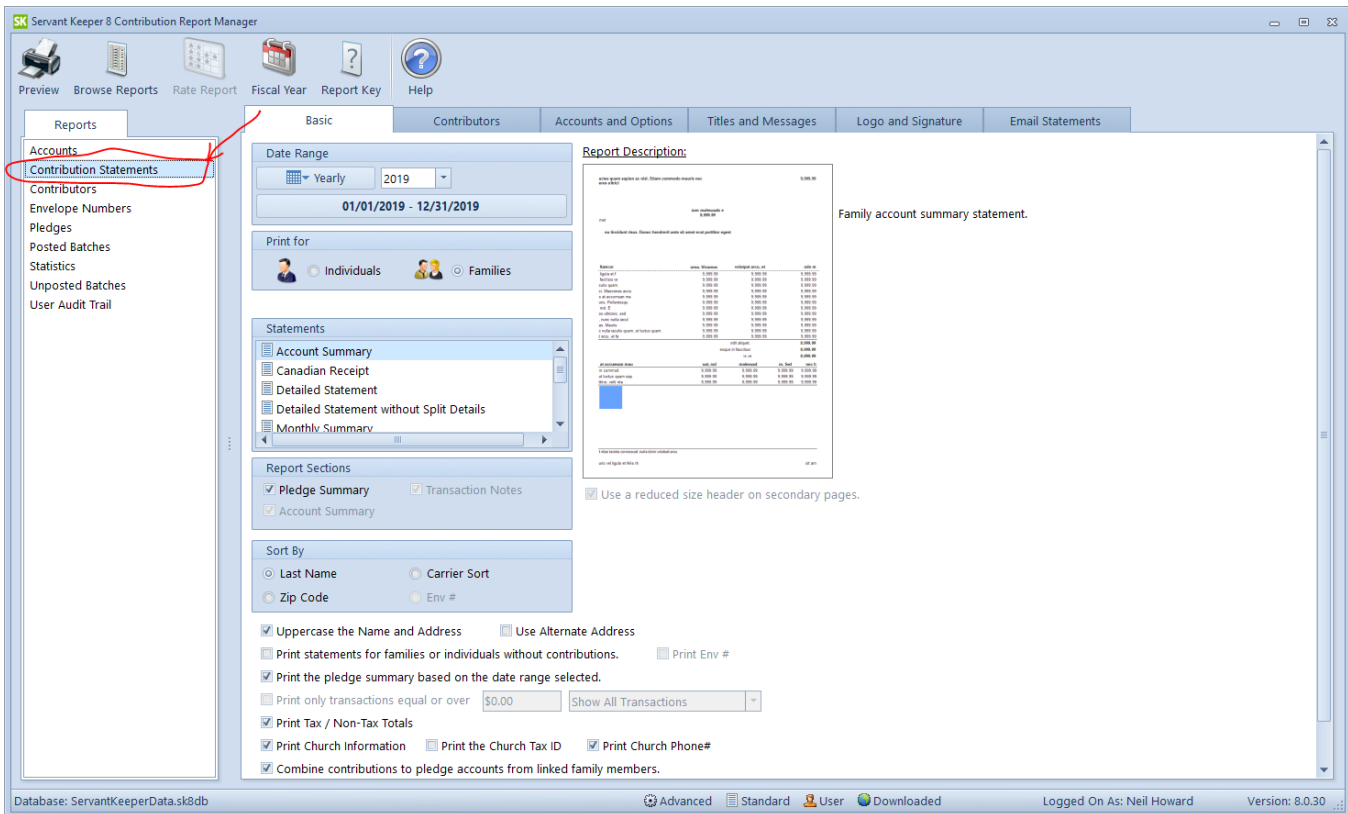 SK Servant Keeper 8 Contribution Report Manager
Preview Browse Reports Rate Report Fiscal Year Report Key Help
Reports
Accounts
Contribution Statements
Contributors
Envelope Numbers
Pledges
Posted Batches
Statistics
Unposted Batches
User Audit Trail
Basic Contributors Accounts and Options Titles and Messages Logo and Signature Email Statements
Date Range
Yearly 2019
01/01/2019 - 12/31/2019
Print for
Individuals Families
Statements
Account Summary
Canadian Receipt
Detailed Statement
Detailed Statement without Split Details
Monthly Summary
Report Sections
Pledge Summary Transaction Notes
Account Summary
Sort By
Last Name Carrier Sort
Zip Code Env #
Report Description:
Family account summary statement.
Use a reduced size header on secondary pages.
Uppercase the Name and Address Use Alternate Address
Print statements for families or individuals without contributions. Print Env #
Print the pledge summary based on the date range selected.
Print only transactions equal or over $0.00 Show All Transactions
Print Tax / Non-Tax Totals
Print Church Information Print the Church Tax ID Print Church Phone#
Combine contributions to pledge accounts from linked family members.
Database: ServantKeeperData.sk8db Advanced Standard User Downloaded Logged On As: Neil Howard Version: 8.0.30